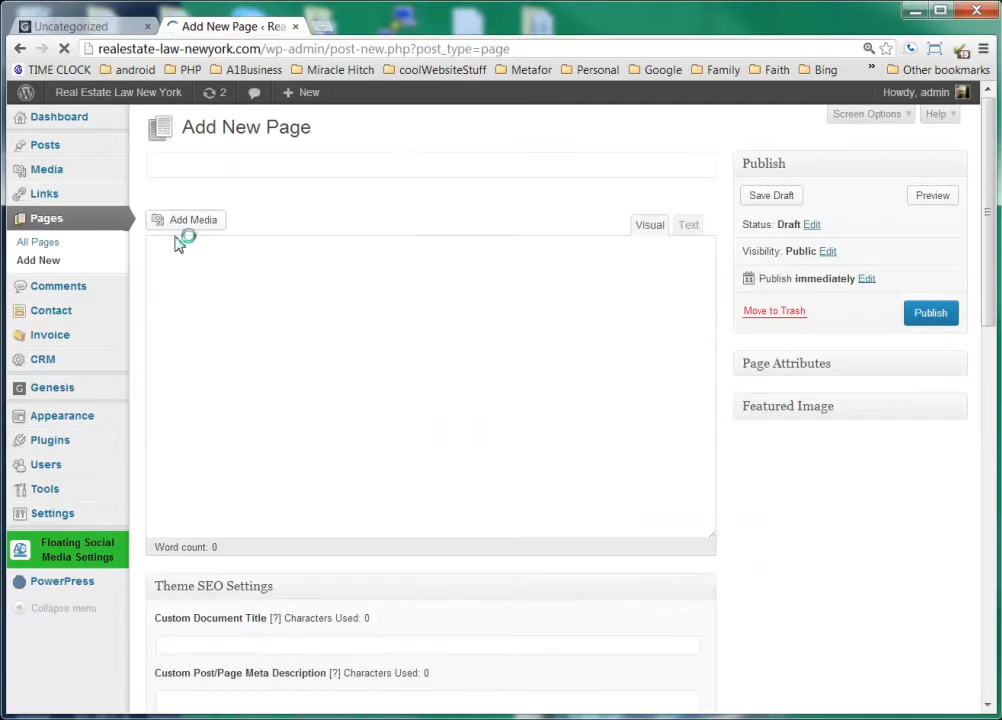 Uncategorized
Add New Page ‹ Rea
realestate-law-newyork.com/wp-admin/post-new.php?post_type=page
TIME CLOCK android PHP A1Business Miracle Hitch coolWebsiteStuff Metafor Personal Google Family Faith Bing » Other bookmarks
Real Estate Law New York 2 + New Howdy, admin
Screen Options Help
Add New Page
Dashboard
Posts
Media
Links
Pages
All Pages
Add New
Comments
Contact
Invoice
CRM
Genesis
Appearance
Plugins
Users
Tools
Settings
Floating Social
Media Settings
PowerPress
Collapse menu
Add Media
Visual Text
Word count: 0
Theme SEO Settings
Custom Document Title [?] Characters Used: 0
Custom Post/Page Meta Description [?] Characters Used: 0
Publish
Save Draft Preview
Status: Draft Edit
Visibility: Public Edit
Publish immediately Edit
Move to Trash Publish
Page Attributes
Featured Image